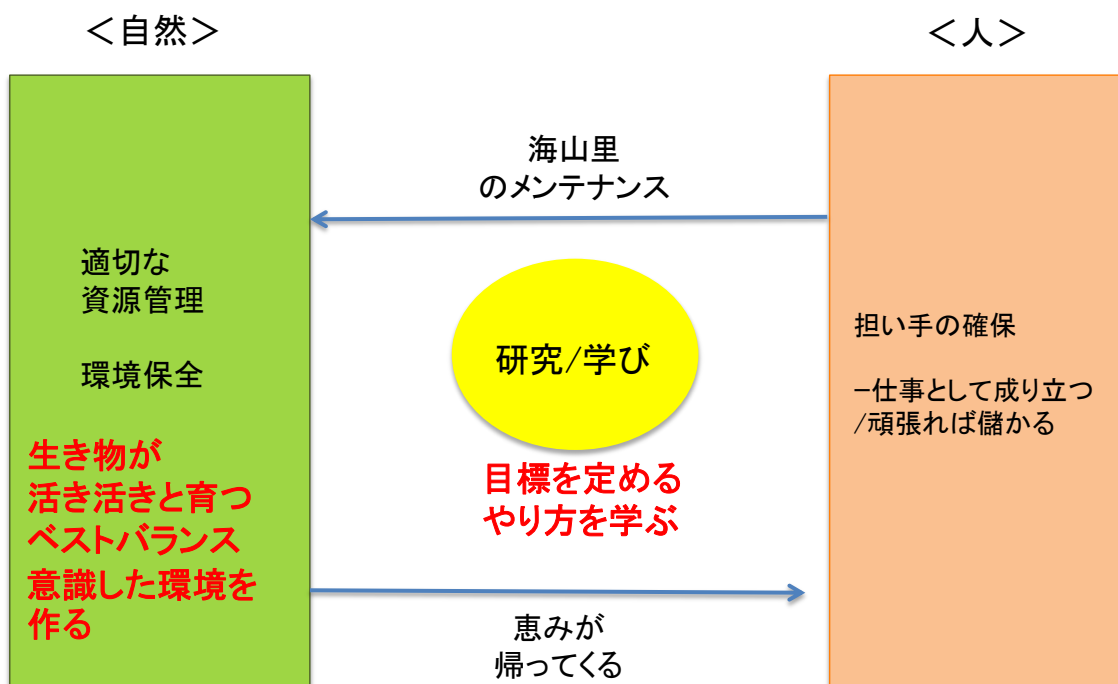 ＜自然＞
＜人＞
海山里
のメンテナンス
適切な
資源管理
環境保全
生き物が
活き活きと育つ
ベストバランス
意識した環境を
作る
研究/学び
目標を定める
やり方を学ぶ
担い手の確保
−仕事として成り立つ
/頑張れば儲かる
恵みが
帰ってくる